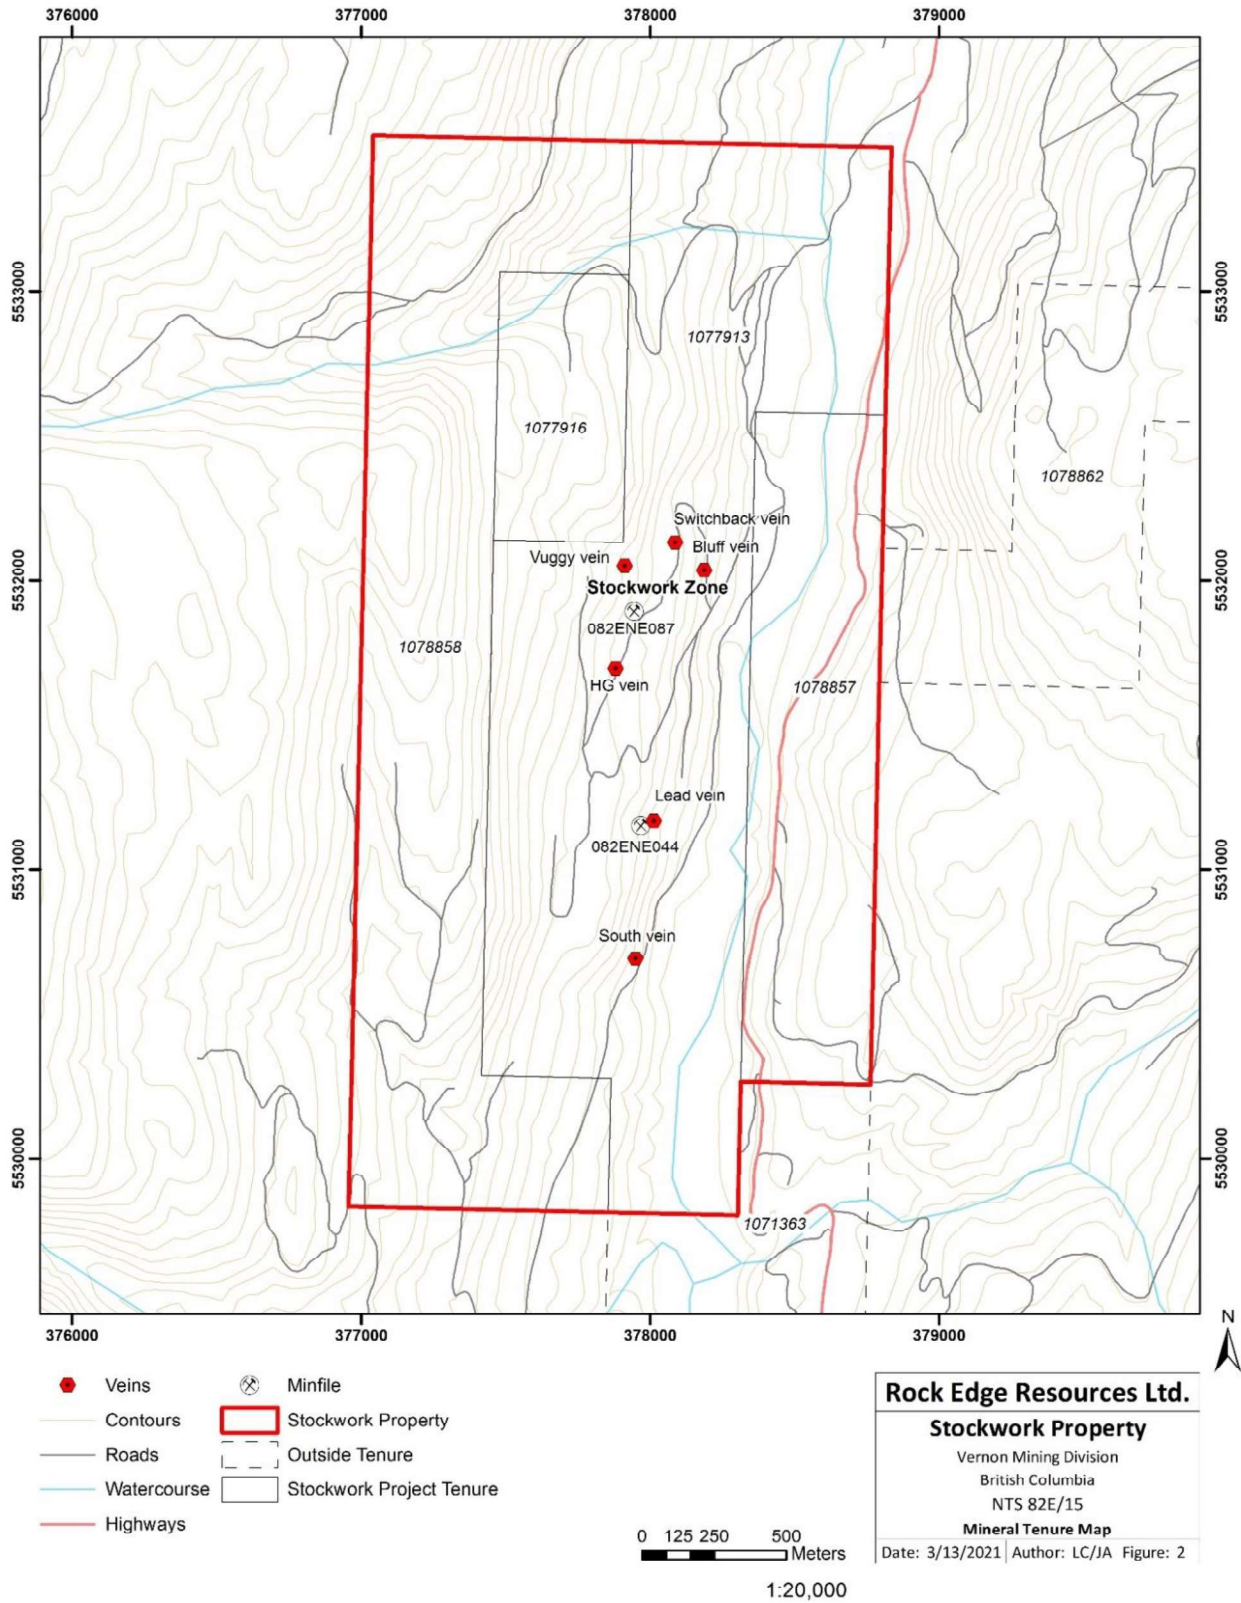 376000
377000
378000
379000
5533000
5533000
1077913
1077916
1078862
Switchback vein
Bluff vein
Vuggy vein
5532000
Stockwork Zone
5532000
082ENE087
1078858
HG vein
1078857
Lead vein
082ENE044
5531000
5531000
South vein
5530000
5530000
1071363
376000
377000
378000
379000
N
Veins
Minfile
Contours
Stockwork Property
Roads
Outside Tenure
Watercourse
Stockwork Project Tenure
Highways
0 125 250 500
Meters
1:20,000
Rock Edge Resources Ltd.
Stockwork Property
Vernon Mining Division
British Columbia
NTS 82E/15
Mineral Tenure Map
Date: 3/13/2021 Author: LC/JA Figure: 2